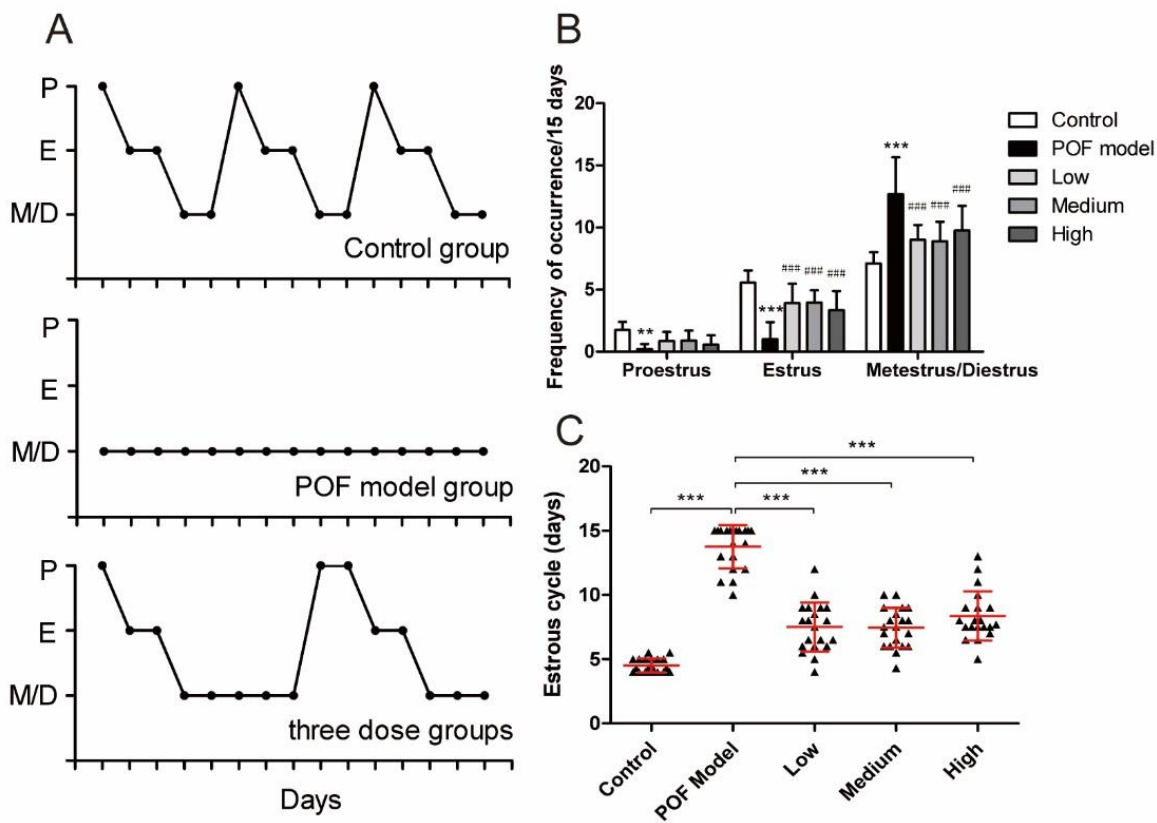 A
P
E
M/D
Control group
P
E
M/D
POF model group
P
E
M/D
three dose groups
Days
B
Frequency of occurrence/15 days
20
15
10
5
0
** *** *** ### ### ### ### ### ###
Proestrus Estrus Metestrus/Diestrus
Control
POF model
Low
Medium
High
C
Estrous cycle (days)
20
15
10
5
0
***
***
*** ***
Control POF Model Low Medium High